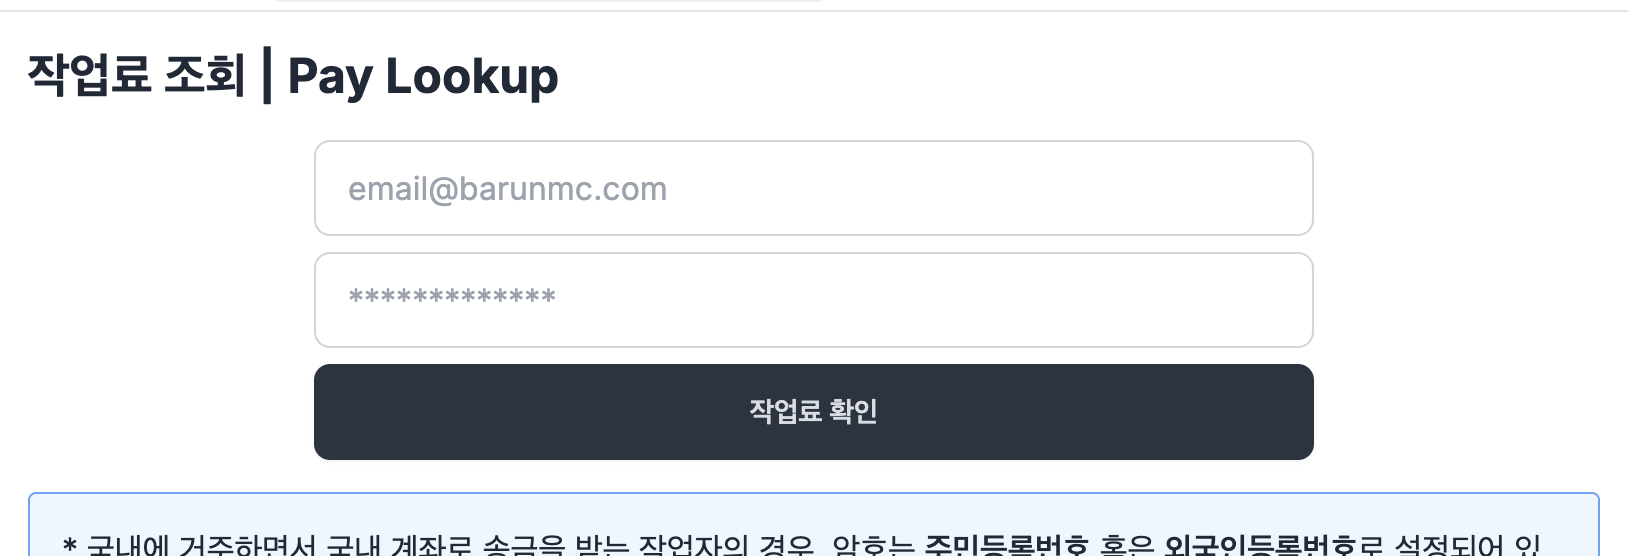 작업료 조회 | Pay Lookup
email@barunmc.com
*************
작업료 확인
* 국내에 거주하면서 국내 계좌로 송금을 받는 작업자의 경우, 암호는 주민등록번호 혹은 외국인등록번호로 설정되어 있